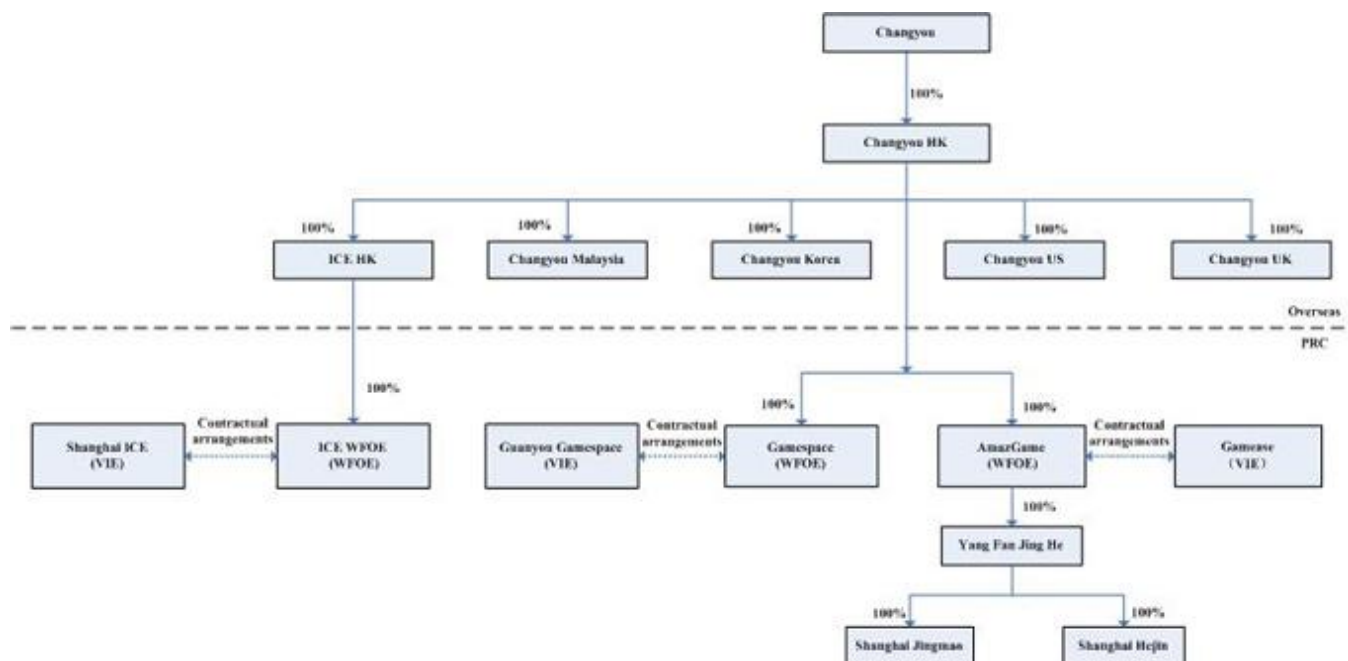 Changyou
100%
Changyou HK
100%
100%
100%
100%
100%
ICE HK
Changyou Malaysia
Changyou Korea
Changyou US
Changyou UK
Overseas
PRC
100%
100%
100%
Shanghai ICE
(VIE)
Contractual
arrangements
ICE WFOE
(WFOE)
Guanyou Gamespace
(VIE)
Contractual
arrangements
Gamespace
(WFOE)
AmazGame
(WFOE)
Contractual
arrangements
Gamease
(VIE)
100%
Yang Fan Jing He
100%
100%
Shanghai Jingmao
Shanghai Hejin